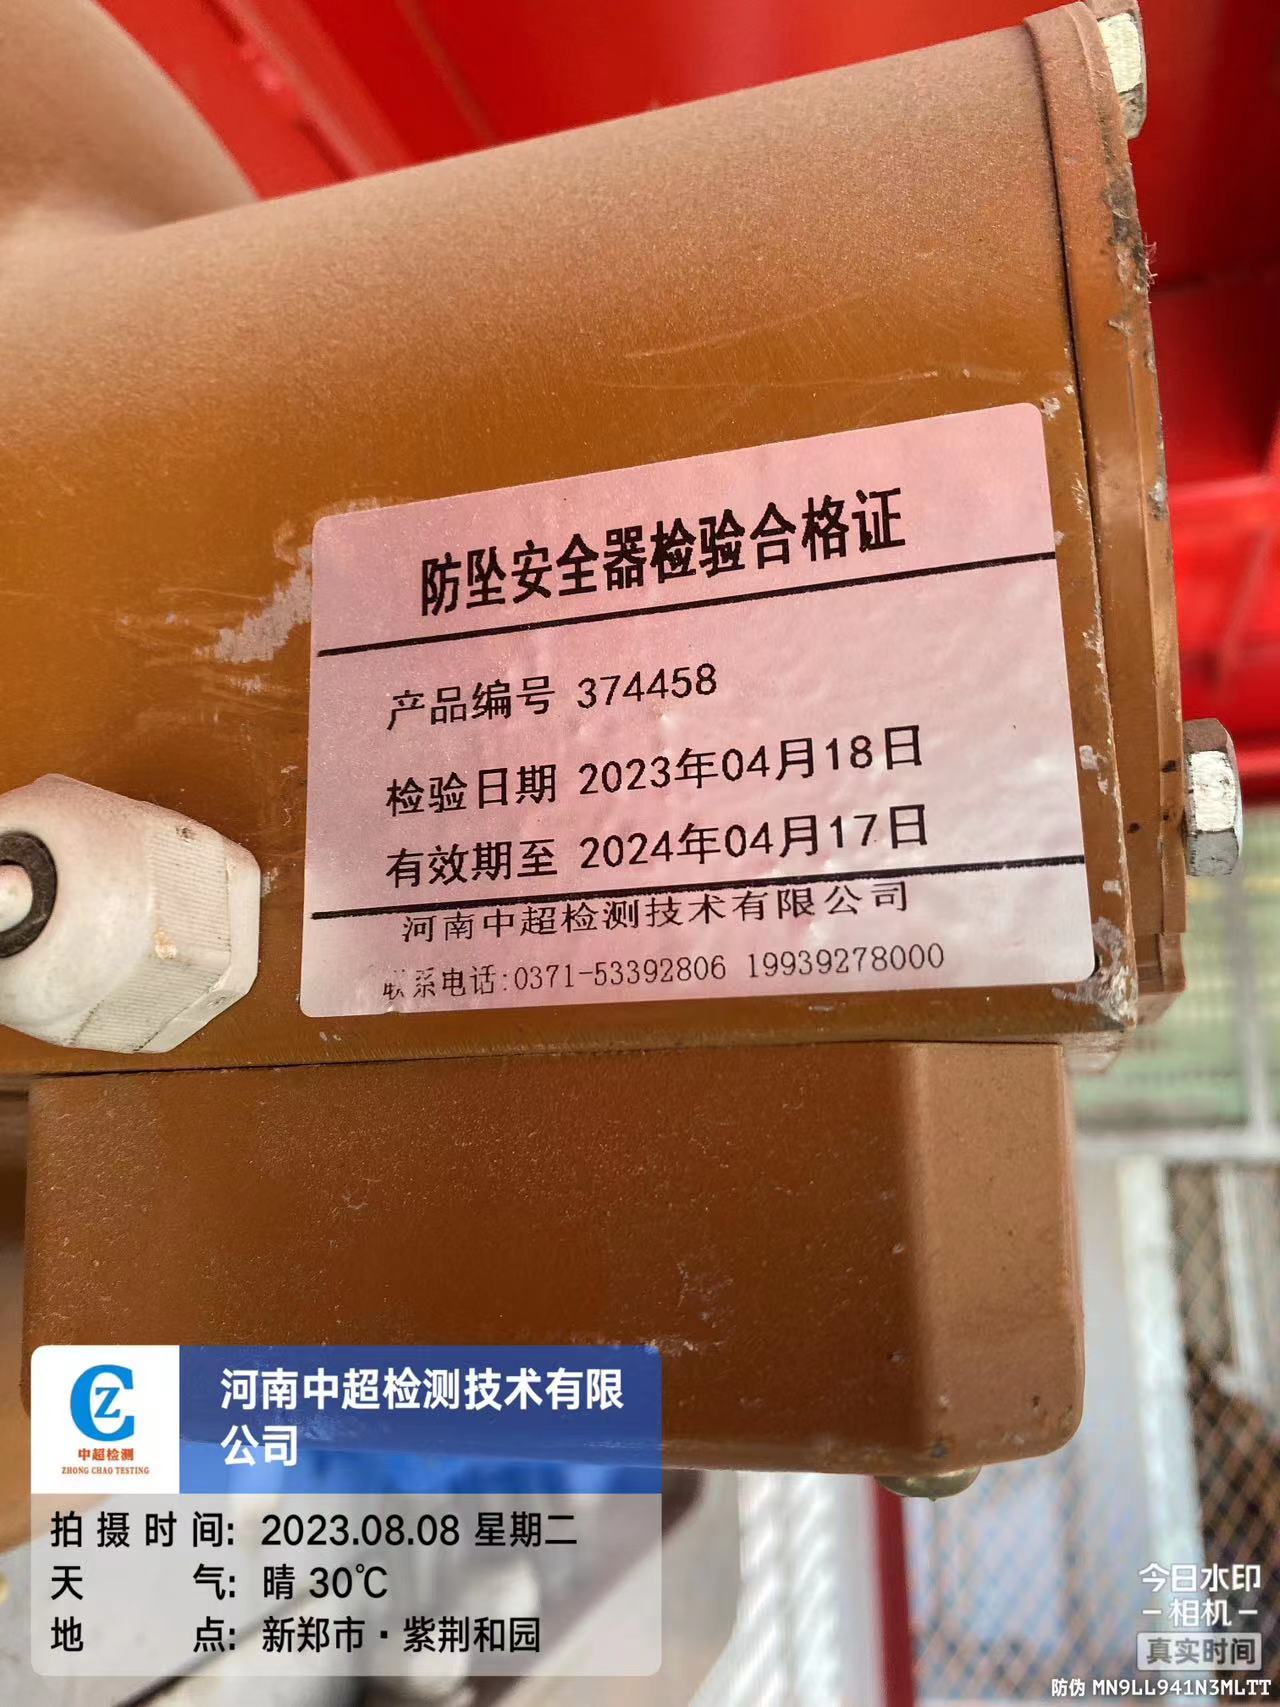 防坠安全器检验合格证
产品编号 374458
检验日期 2023年04月18日
有效期至 2024年04月17日
河南中超检测技术有限公司
联系电话:0371-53392806 19939278000
CZ
中超检测
ZHONG CHAO TESTING
河南中超检测技术有限
公司
拍摄时间: 2023.08.08 星期二
天气: 晴 30℃
地点: 新郑市·紫荆和园
今日水印
-相机-
真实时间
防伪 MN9LL941N3MLTT